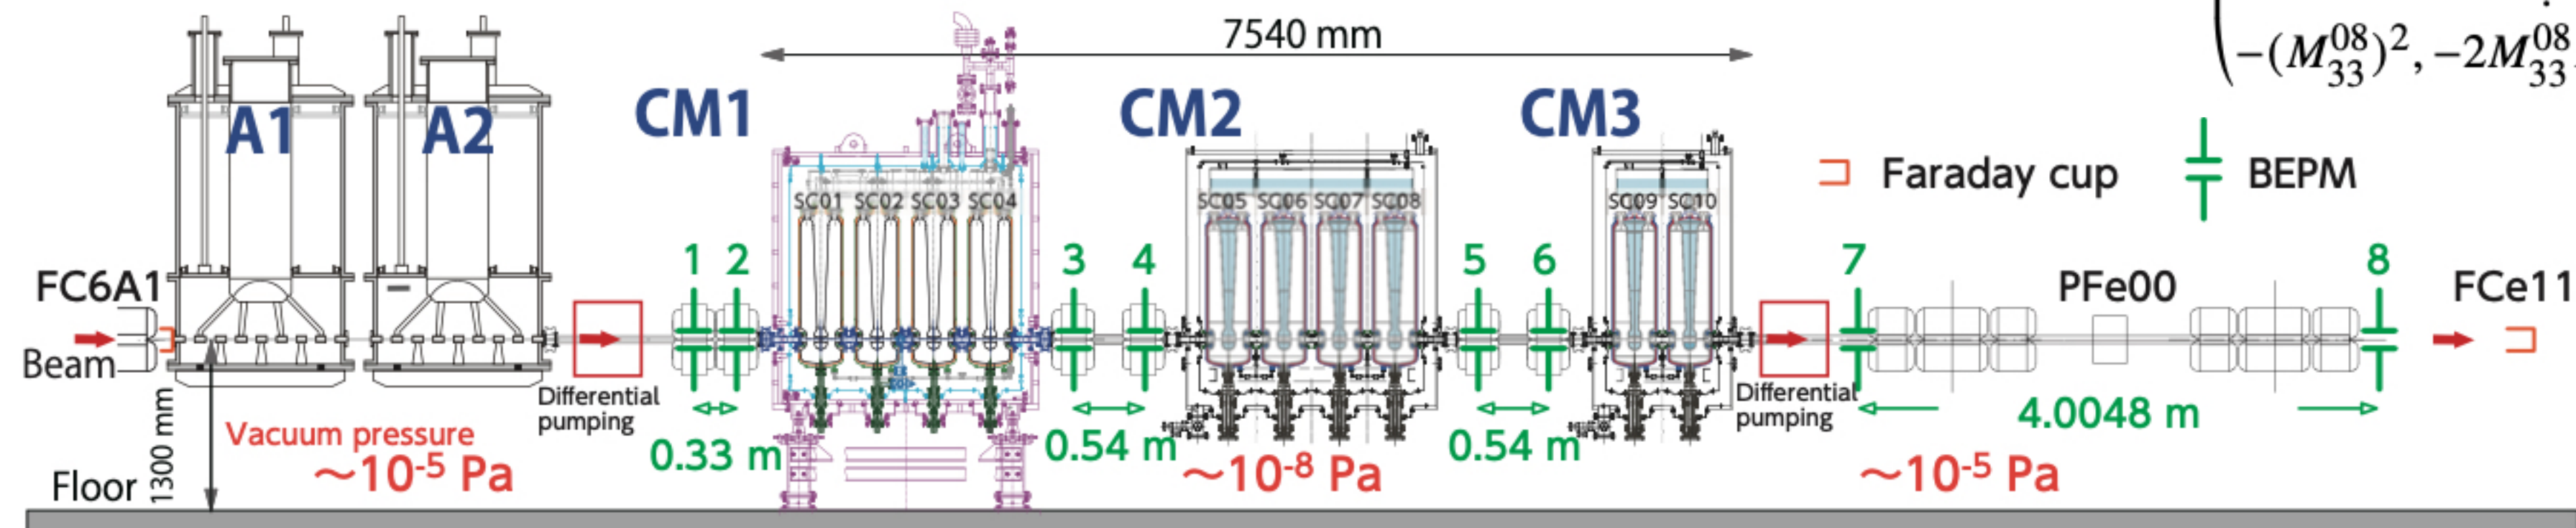 7540 mm
−(M₃₃⁰⁸)², −2M₃₃⁰⁸
A1
A2
CM1
CM2
CM3
Faraday cup
BEPM
SC01 SC02 SC03 SC04
SC05 SC06 SC07 SC08
SC09 SC10
1 2
3 4
5 6
7
8
FC6A1
PFe00
FCe11
Beam
Differential
pumping
Differential
pumping
1300 mm
Vacuum pressure
~10⁻⁵ Pa
0.33 m
0.54 m
~10⁻⁸ Pa
0.54 m
4.0048 m
~10⁻⁵ Pa
Floor